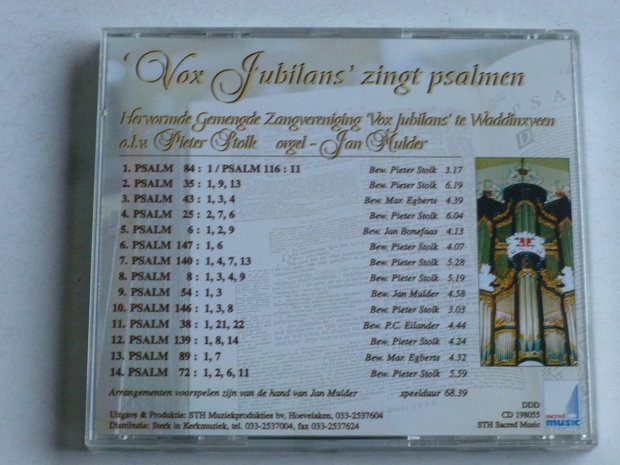 'Vox Jubilans' zingt psalmen
Hervormde Gemengde Zangvereniging 'Vox Jubilans' te Waddinxveen
o.l.v. Pieter Stolk orgel - Jan Mulder
1. PSALM 84 : 1 / PSALM 116 : 11 Bew. Pieter Stolk 3.17
2. PSALM 35 : 1, 9, 13 Bew. Pieter Stolk 6.19
3. PSALM 43 : 1, 3, 4 Bew. Mar. Egberts 4.39
4. PSALM 25 : 2, 7, 6 Bew. Pieter Stolk 6.04
5. PSALM 6 : 1, 2, 9 Bew. Jan Bonefaas 4.13
6. PSALM 147 : 1, 6 Bew. Pieter Stolk 4.07
7. PSALM 140 : 1, 4, 7, 13 Bew. Pieter Stolk 5.28
8. PSALM 8 : 1, 3, 4, 9 Bew. Pieter Stolk 5.19
9. PSALM 54 : 1, 3 Bew. Jan Mulder 4.58
10. PSALM 146 : 1, 3, 8 Bew. Pieter Stolk 3.03
11. PSALM 38 : 1, 21, 22 Bew. P.C. Eilander 4.44
12. PSALM 139 : 1, 8, 14 Bew. Pieter Stolk 4.24
13. PSALM 89 : 1, 7 Bew. Mar. Egberts 4.32
14. PSALM 72 : 1, 2, 6, 11 Bew. Pieter Stolk 5.59
Arrangementen voorspelen zijn van de hand van Jan Mulder speelduur 68.39
Uitgave & Produktie: STH Muziekprodukties bv, Hoevelaken, 033-2537604
Distributie: Sterk in Kerkmuziek, tel. 033-2537004, fax 033-2537624
DDD
CD 198055
STH Sacred Music
sacred
music